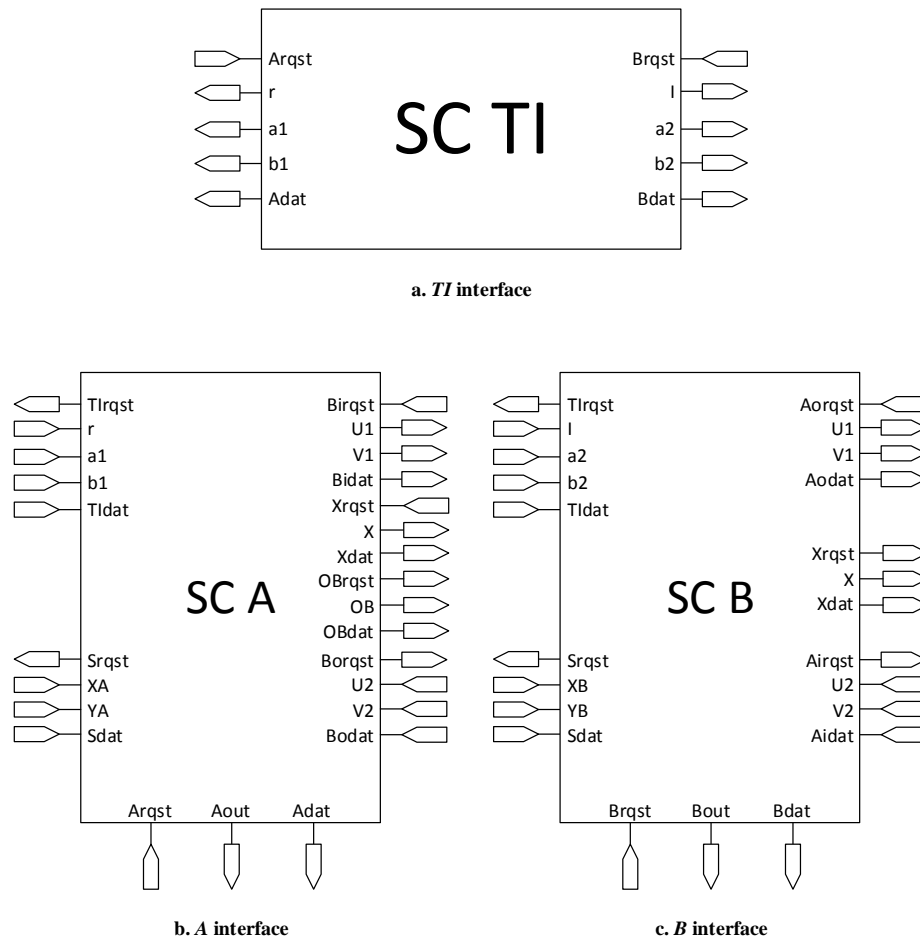 Arqst
r
a1
b1
Adat
SC TI
Brqst
l
a2
b2
Bdat
a. TI interface
TIrqst
r
a1
b1
TIdat
Srqst
XA
YA
Sdat
SC A
Birqst
U1
V1
Bidat
Xrqst
X
Xdat
OBrqst
OB
OBdat
Borqst
U2
V2
Bodat
Arqst Aout Adat
b. A interface
TIrqst
l
a2
b2
TIdat
Srqst
XB
YB
Sdat
SC B
Aorqst
U1
V1
Aodat
Xrqst
X
Xdat
Airqst
U2
V2
Aidat
Brqst Bout Bdat
c. B interface